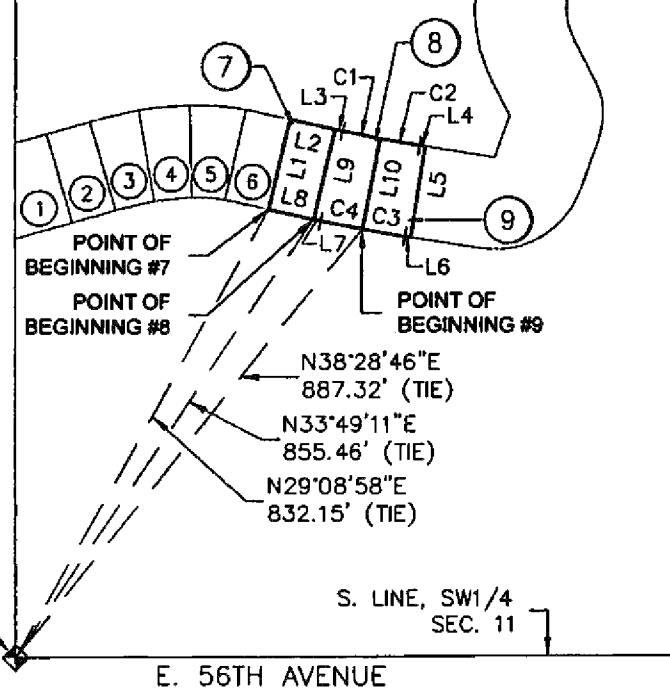 8
7
C1
C2
L3
L4
L2
L1
L9
L10
L5
L8
C4
C3
L7
L6
1
2
3
4
5
6
9
POINT OF
BEGINNING #7
POINT OF
BEGINNING #8
POINT OF
BEGINNING #9
N38°28'46"E
887.32' (TIE)
N33°49'11"E
855.46' (TIE)
N29°08'58"E
832.15' (TIE)
S. LINE, SW1/4
SEC. 11
E. 56TH AVENUE